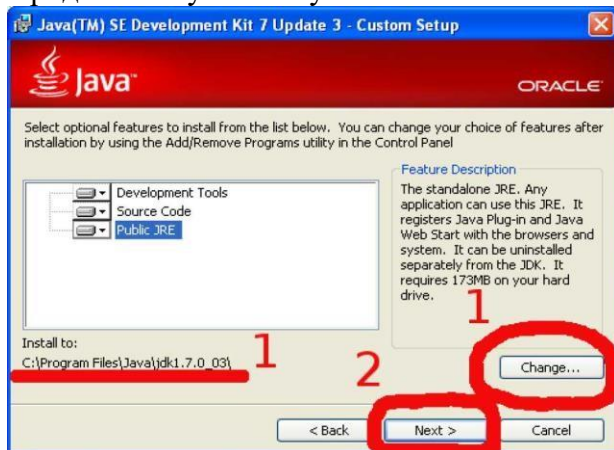 Java(TM) SE Development Kit 7 Update 3 - Custom Setup
Java™
ORACLE
Select optional features to install from the list below. You can change your choice of features after
installation by using the Add/Remove Programs utility in the Control Panel
Development Tools
Source Code
Public JRE
Feature Description
The standalone JRE. Any
application can use this JRE. It
registers Java Plug-in and Java
Web Start with the browsers and
system. It can be uninstalled
separately from the JDK. It
requires 173MB on your hard
drive.
1
Install to:
C:\Program Files\Java\jdk1.7.0_03\
1
Change...
2
< Back
Next >
Cancel